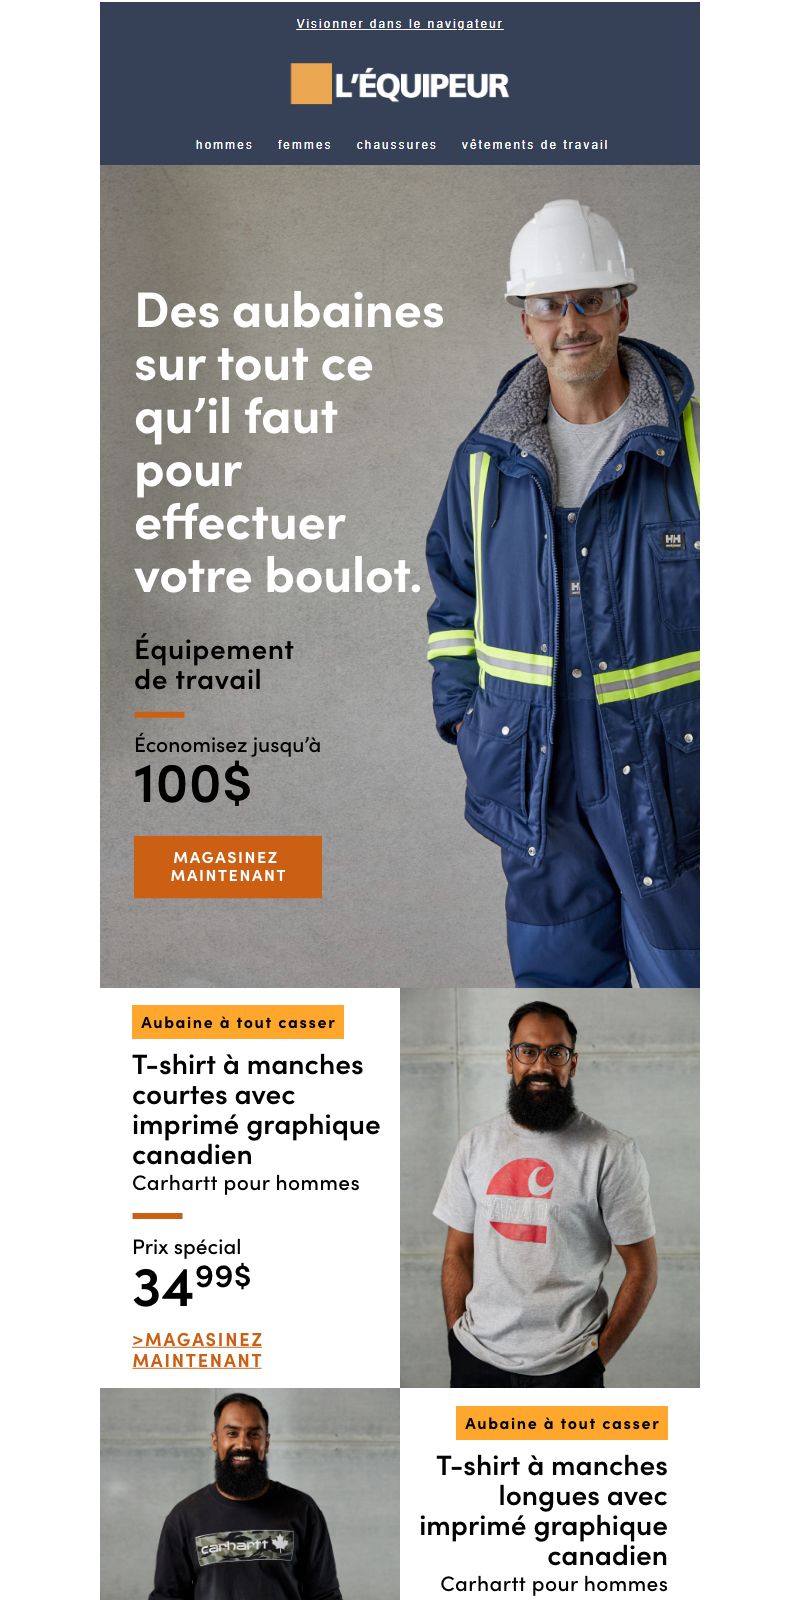 Visionner dans le navigateur
L'ÉQUIPEUR
hommes femmes chaussures vêtements de travail
Des aubaines
sur tout ce
qu'il faut
pour
effectuer
votre boulot.
Équipement
de travail
Économisez jusqu'à
100$
MAGASINEZ
MAINTENANT
HH
HH
Aubaine à tout casser
T-shirt à manches
courtes avec
imprimé graphique
canadien
Carhartt pour hommes
Prix spécial
34 99$
>MAGASINEZ
MAINTENANT
carhartt
Aubaine à tout casser
T-shirt à manches
longues avec
imprimé graphique
canadien
Carhartt pour hommes